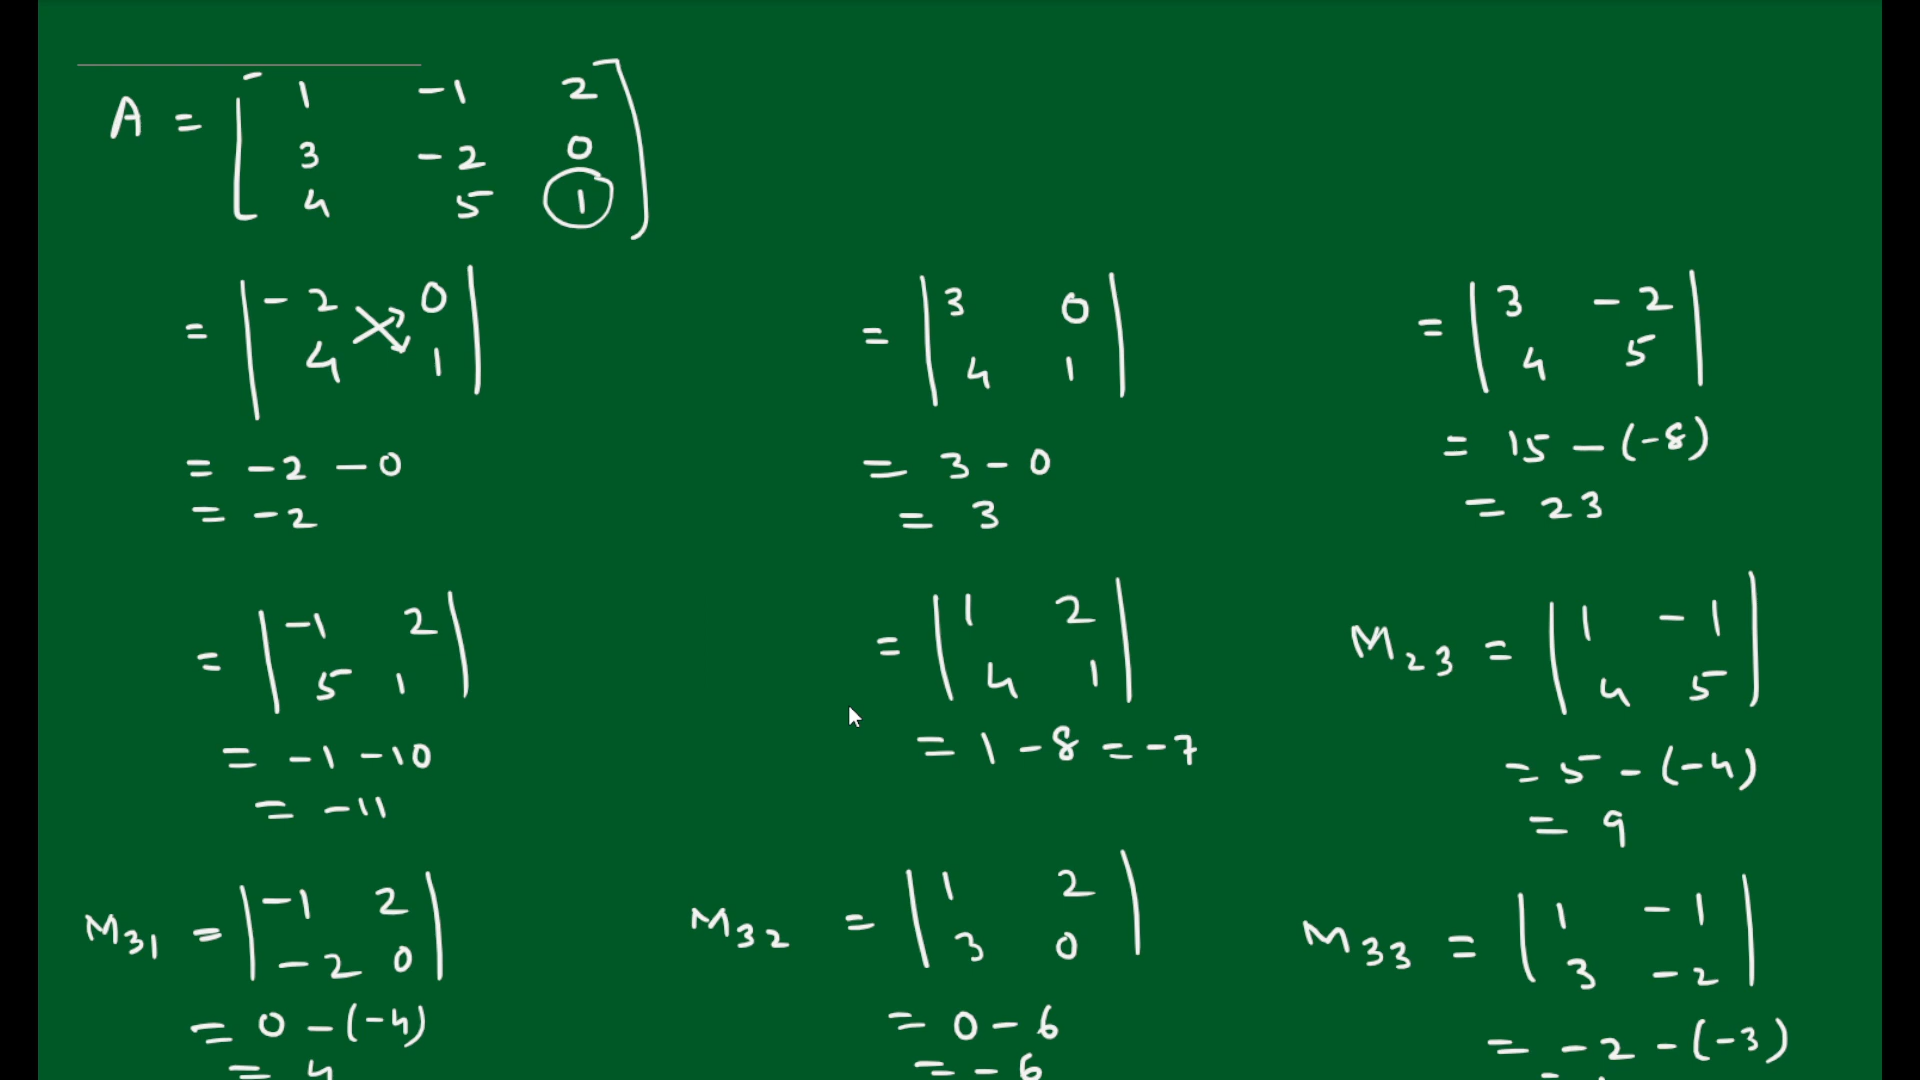 A = [ 1 -1 2
3 -2 0
4 5 1 ]
= | -2 0 |
| 4 1 |
= -2 - 0
= -2
= | 3 0 |
| 4 1 |
= 3 - 0
= 3
= | 3 -2 |
| 4 5 |
= 15 - (-8)
= 23
= | -1 2 |
| 5 1 |
= -1 - 10
= -11
= | 1 2 |
| 4 1 |
= 1 - 8 = -7
M23 = | 1 -1 |
| 4 5 |
= 5 - (-4)
= 9
M31 = | -1 2 |
| -2 0 |
= 0 - (-4)
= 4
M32 = | 1 2 |
| 3 0 |
= 0 - 6
= -6
M33 = | 1 -1 |
| 3 -2 |
= -2 - (-3)